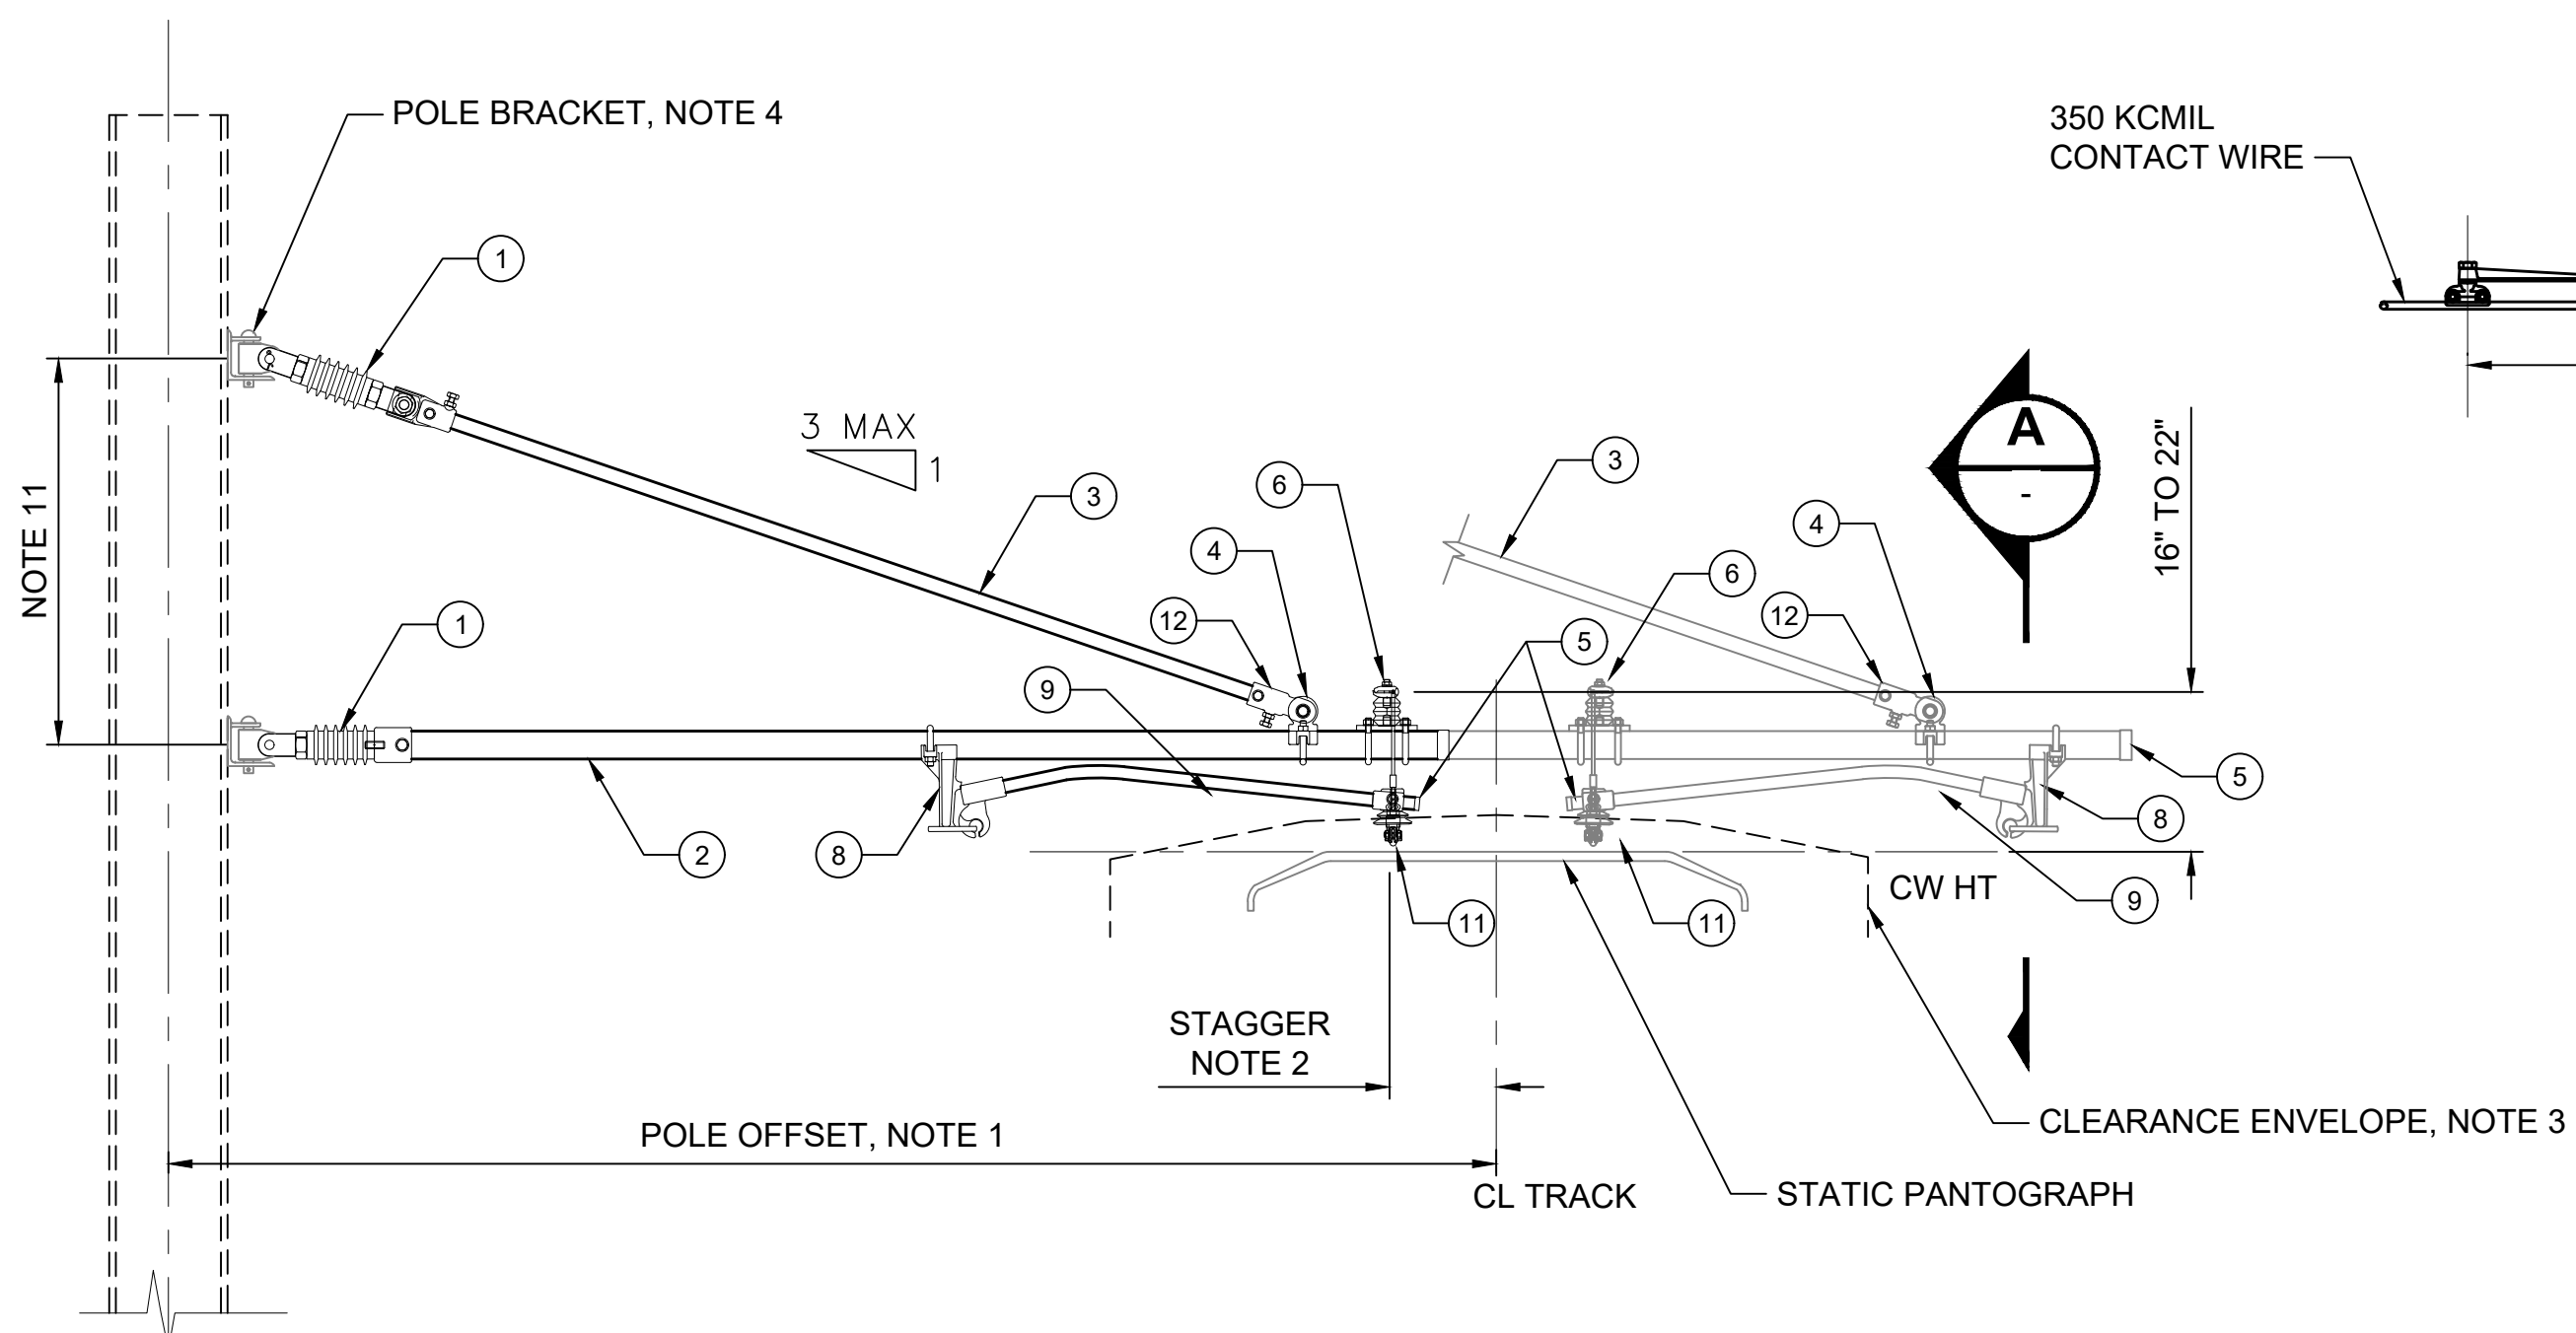 POLE BRACKET, NOTE 4
350 KCMIL
CONTACT WIRE
1
3 MAX
1
3
6
3
4
A
-
16" TO 22"
4
6
12
12
5
NOTE 11
1
9
5
2
8
8
9
11
11
CW HT
STAGGER
NOTE 2
POLE OFFSET, NOTE 1
CLEARANCE ENVELOPE, NOTE 3
CL TRACK
STATIC PANTOGRAPH